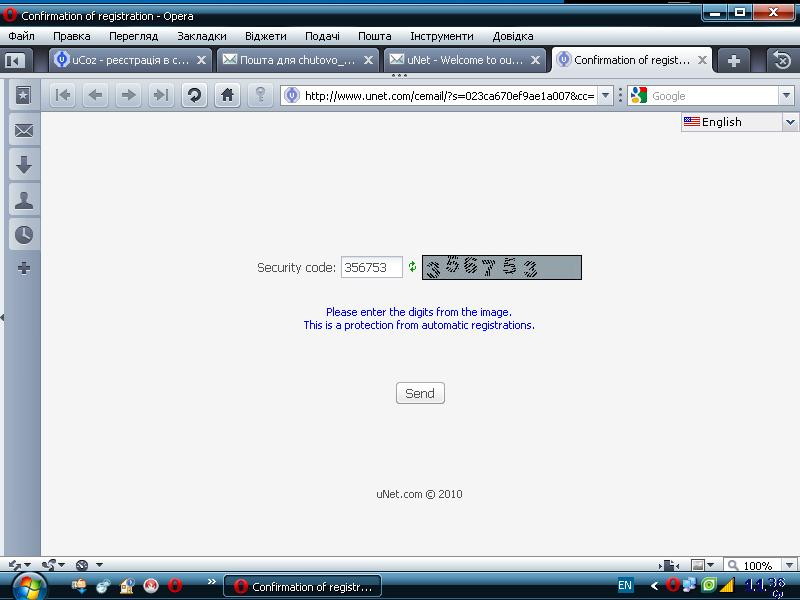 Confirmation of registration - Opera
Файл Правка Перегляд Закладки Віджети Подачі Пошта Інструменти Довідка
uCoz - реєстрація в с... Пошта для chutovo_... uNet - Welcome to ou... Confirmation of regist...
http://www.unet.com/cemail/?s=023ca670ef9ae1a007&cc= Google
English
Security code: 356753 356753
Please enter the digits from the image.
This is a protection from automatic registrations.
Send
uNet.com © 2010
100%
Confirmation of registr... EN 14:36
Ср